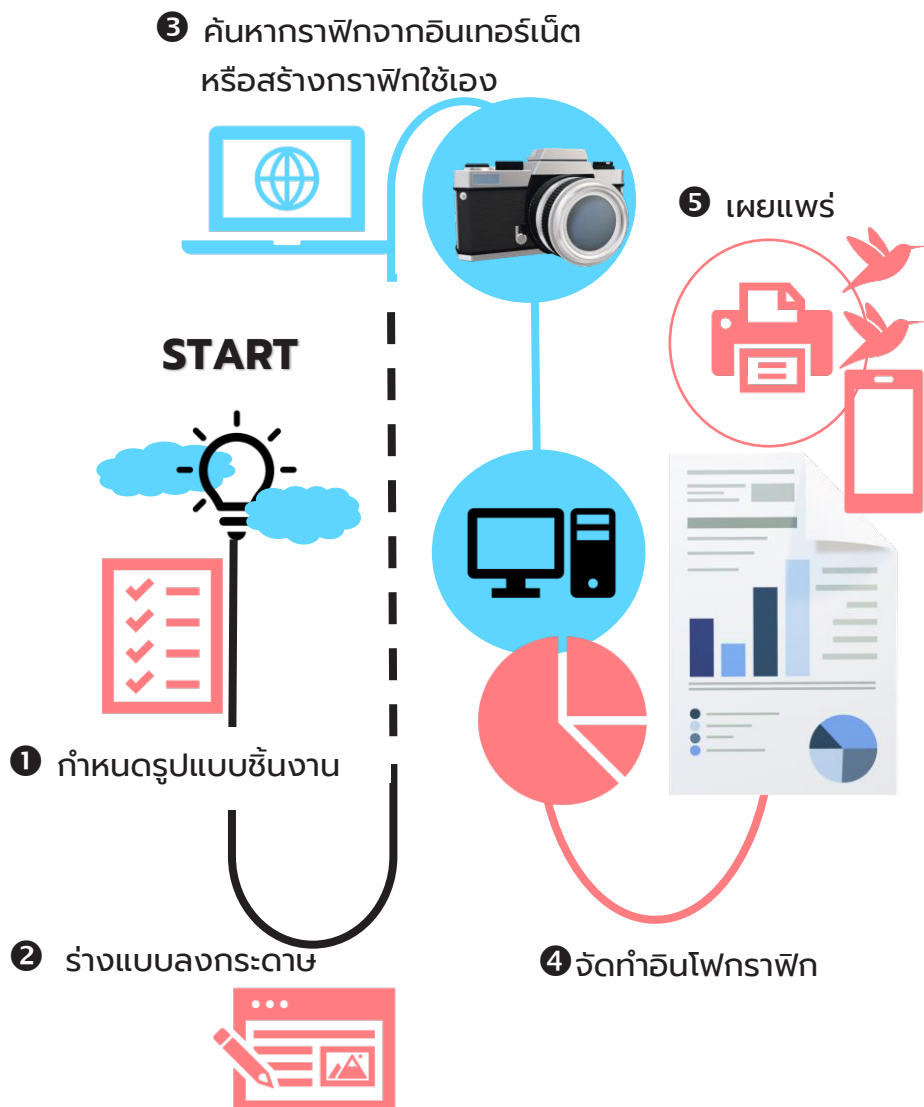 ❸ ค้นหากราฟิกจากอินเทอร์เน็ต
หรือสร้างกราฟิกใช้เอง
❺ เผยแพร่
START
❶ กำหนดรูปแบบชิ้นงาน
❷ ร่างแบบลงกระดาษ
❹ จัดทำอินโฟกราฟิก